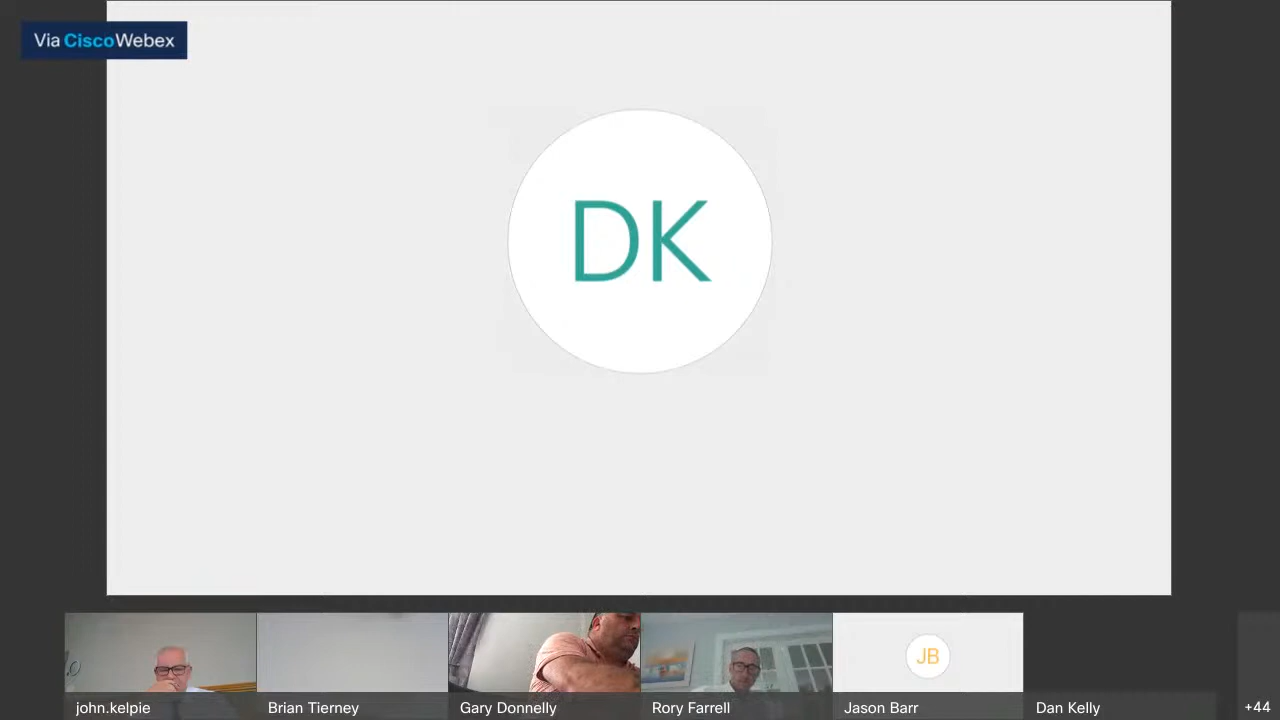 Via CiscoWebex
DK
JB
john.kelpie
Brian Tierney
Gary Donnelly
Rory Farrell
Jason Barr
Dan Kelly
+44